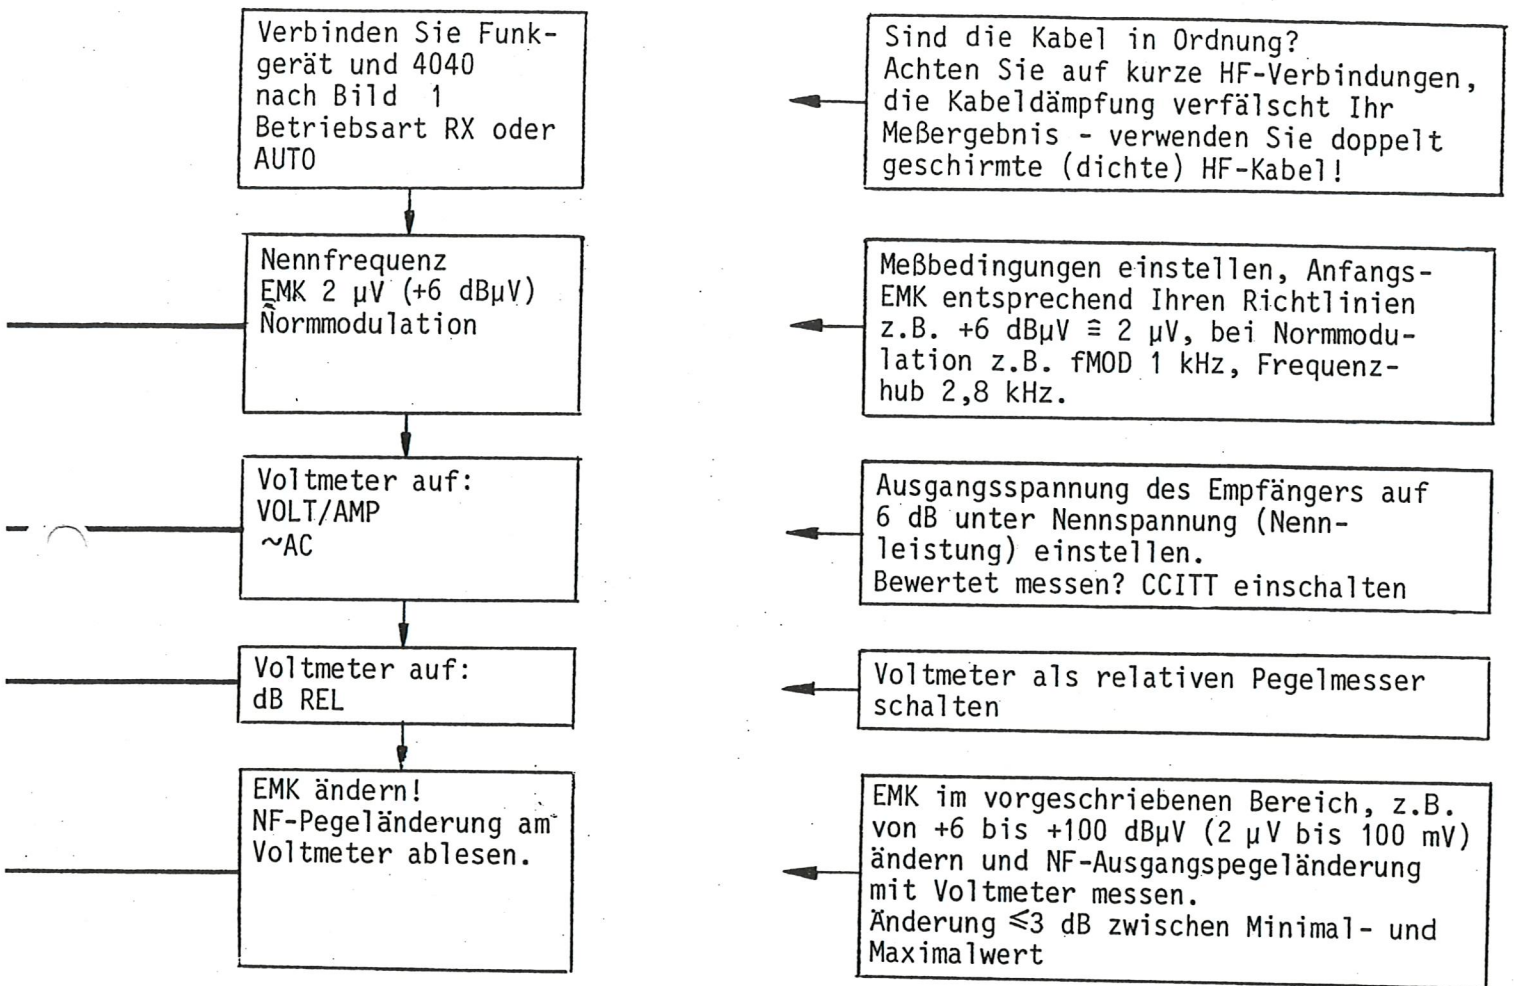 Verbinden Sie Funk-
gerät und 4040
nach Bild 1
Betriebsart RX oder
AUTO
Sind die Kabel in Ordnung?
Achten Sie auf kurze HF-Verbindungen,
die Kabeldämpfung verfälscht Ihr
Meßergebnis - verwenden Sie doppelt
geschirmte (dichte) HF-Kabel!
Nennfrequenz
EMK 2 µV (+6 dBµV)
Normmodulation
Meßbedingungen einstellen, Anfangs-
EMK entsprechend Ihren Richtlinien
z.B. +6 dBµV ≙ 2 µV, bei Normmodu-
lation z.B. fMOD 1 kHz, Frequenz-
hub 2,8 kHz.
Voltmeter auf:
VOLT/AMP
~AC
Ausgangsspannung des Empfängers auf
6 dB unter Nennspannung (Nenn-
leistung) einstellen.
Bewertet messen? CCITT einschalten
Voltmeter auf:
dB REL
Voltmeter als relativen Pegelmesser
schalten
EMK ändern!
NF-Pegeländerung am
Voltmeter ablesen.
EMK im vorgeschriebenen Bereich, z.B.
von +6 bis +100 dBµV (2 µV bis 100 mV)
ändern und NF-Ausgangspegeländerung
mit Voltmeter messen.
Änderung ≤3 dB zwischen Minimal- und
Maximalwert